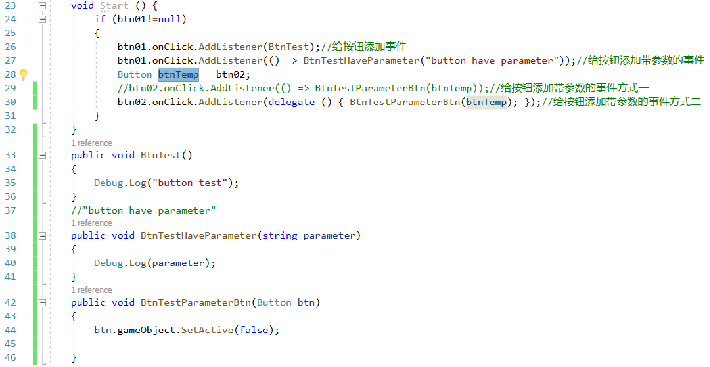 23 void Start () {
24 if (btn01!=null)
25 {
26 btn01.onClick.AddListener(BtnTest);//给按钮添加事件
27 btn01.onClick.AddListener(() => BtnTestHaveParameter("button have parameter"));//给按钮添加带参数的事件
28 Button btnTemp = btn02;
29 //btn02.onClick.AddListener(() => BtnTestParameterBtn(btnTemp));//给按钮添加带参数的事件方式一
30 btn02.onClick.AddListener(delegate () { BtnTestParameterBtn(btnTemp); });//给按钮添加带参数的事件方式二
31 }
32 }
1 reference
33 public void BtnTest()
34 {
35 Debug.Log("button test");
36 }
37 //"button have parameter"
1 reference
38 public void BtnTestHaveParameter(string parameter)
39 {
40 Debug.Log(parameter);
41 }
1 reference
42 public void BtnTestParameterBtn(Button btn)
43 {
44 btn.gameObject.SetActive(false);
45
46 }